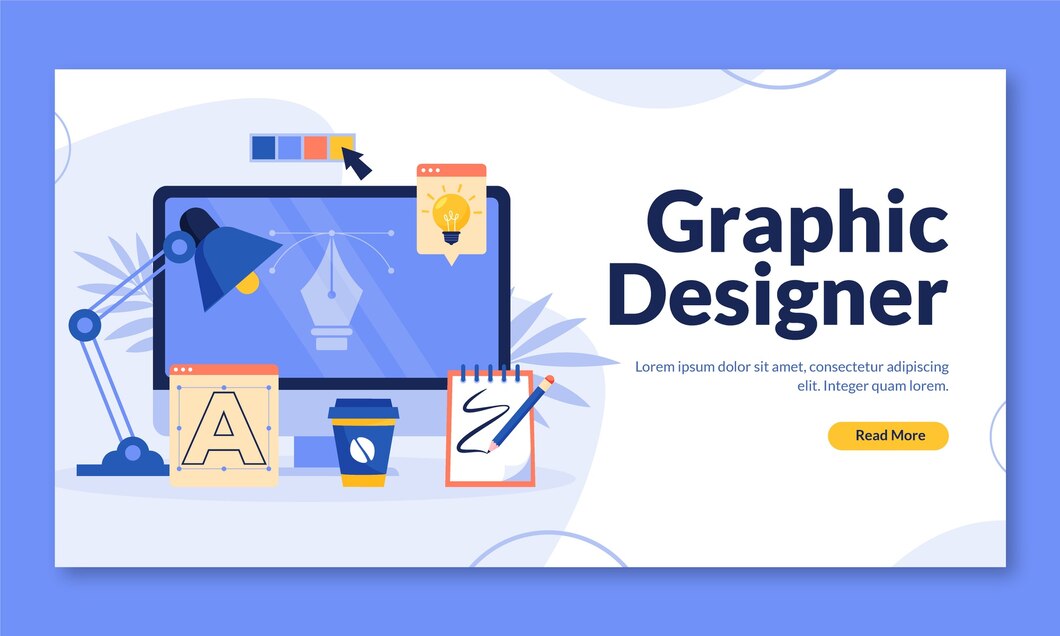 Graphic
Designer
Lorem ipsum dolor sit amet, consectetur adipiscing
elit. Integer quam lorem.
Read More
A